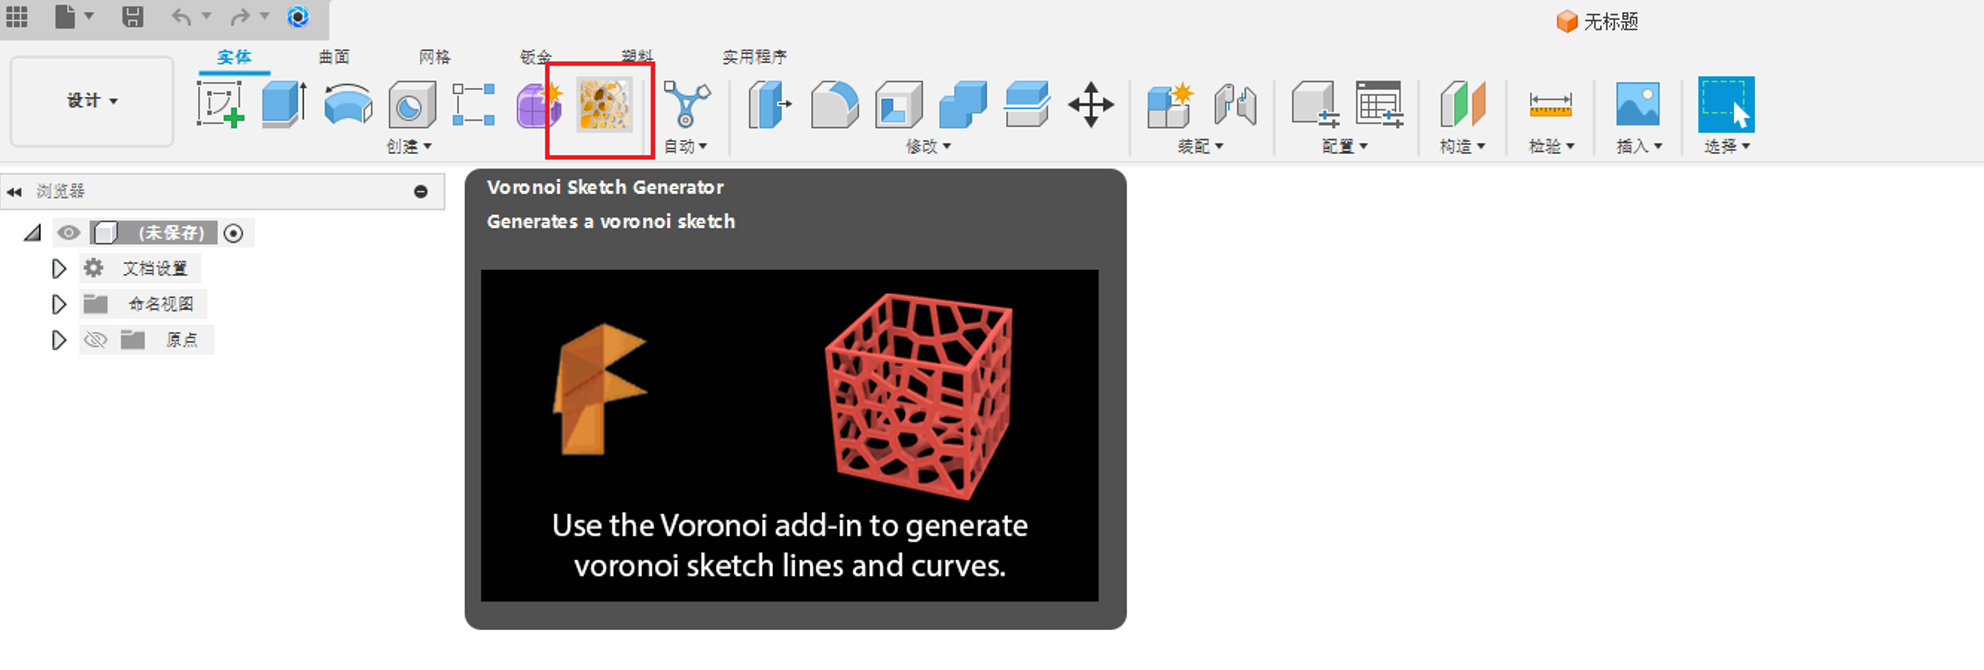 无标题
实体 曲面 网格 钣金 塑料 实用程序
设计
创建 自动 修改 装配 配置 构造 检验 插入 选择
浏览器
(未保存)
文档设置
命名视图
原点
Voronoi Sketch Generator
Generates a voronoi sketch
Use the Voronoi add-in to generate
voronoi sketch lines and curves.